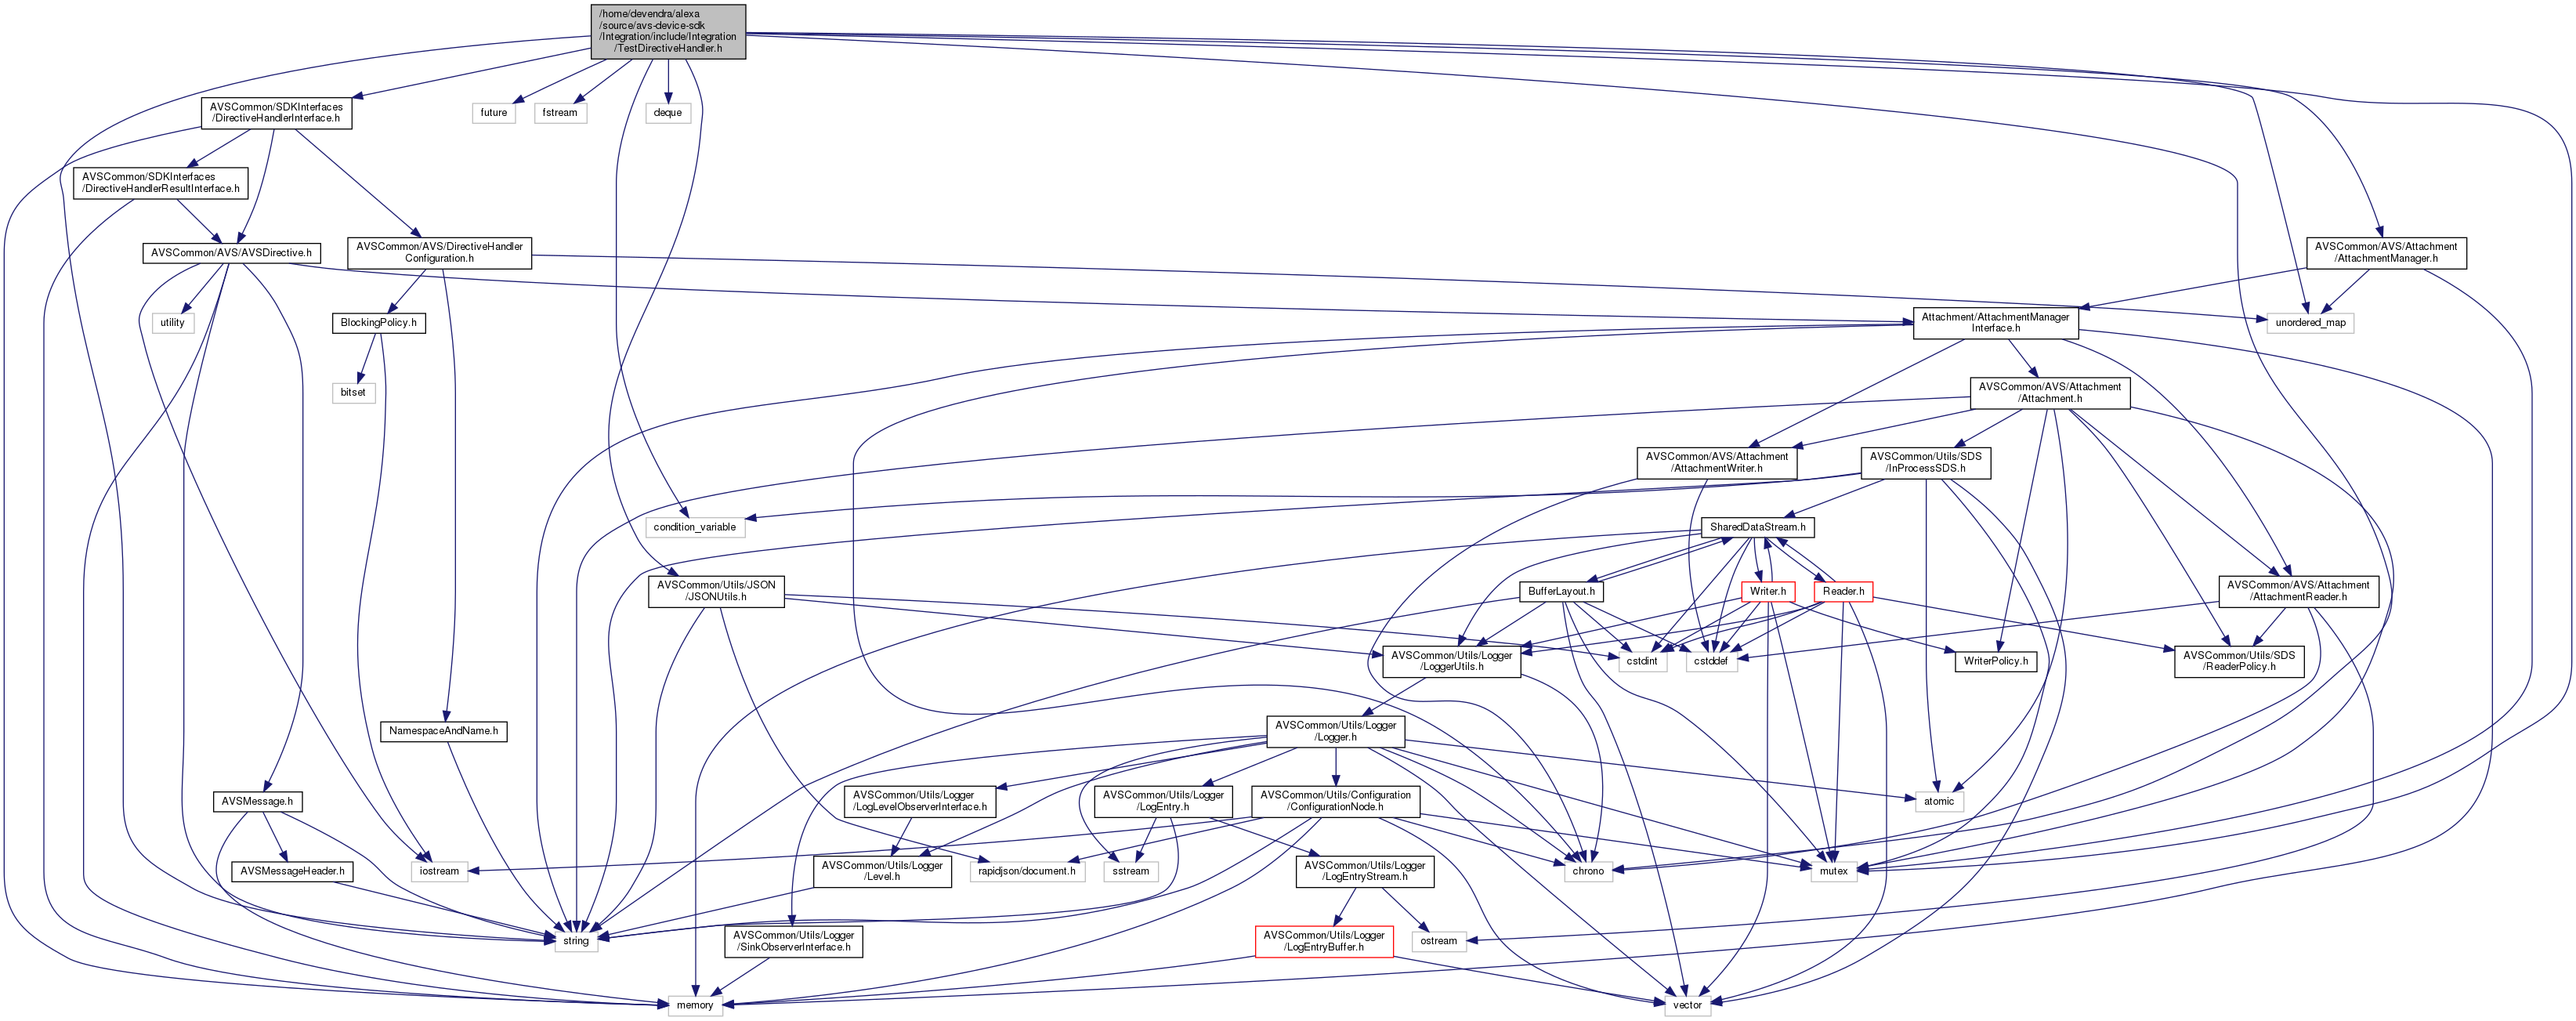 /home/devendra/alexa
/source/avs-device-sdk
/Integration/include/Integration
/TestDirectiveHandler.h
AVSCommon/SDKInterfaces
/DirectiveHandlerInterface.h
future
fstream
deque
AVSCommon/SDKInterfaces
/DirectiveHandlerResultInterface.h
AVSCommon/AVS/AVSDirective.h
AVSCommon/AVS/DirectiveHandler
Configuration.h
AVSCommon/AVS/Attachment
/AttachmentManager.h
utility
BlockingPolicy.h
Attachment/AttachmentManager
Interface.h
unordered_map
bitset
AVSCommon/AVS/Attachment
/Attachment.h
AVSCommon/AVS/Attachment
/AttachmentWriter.h
AVSCommon/Utils/SDS
/InProcessSDS.h
condition_variable
SharedDataStream.h
AVSCommon/Utils/JSON
/JSONUtils.h
BufferLayout.h
Writer.h
Reader.h
AVSCommon/AVS/Attachment
/AttachmentReader.h
AVSCommon/Utils/Logger
/LoggerUtils.h
cstdint
cstddef
WriterPolicy.h
AVSCommon/Utils/SDS
/ReaderPolicy.h
NamespaceAndName.h
AVSCommon/Utils/Logger
/Logger.h
AVSMessage.h
AVSCommon/Utils/Logger
/LogLevelObserverInterface.h
AVSCommon/Utils/Logger
/LogEntry.h
AVSCommon/Utils/Configuration
/ConfigurationNode.h
atomic
AVSMessageHeader.h
iostream
AVSCommon/Utils/Logger
/Level.h
rapidjson/document.h
sstream
AVSCommon/Utils/Logger
/LogEntryStream.h
chrono
mutex
string
AVSCommon/Utils/Logger
/SinkObserverInterface.h
AVSCommon/Utils/Logger
/LogEntryBuffer.h
ostream
memory
vector